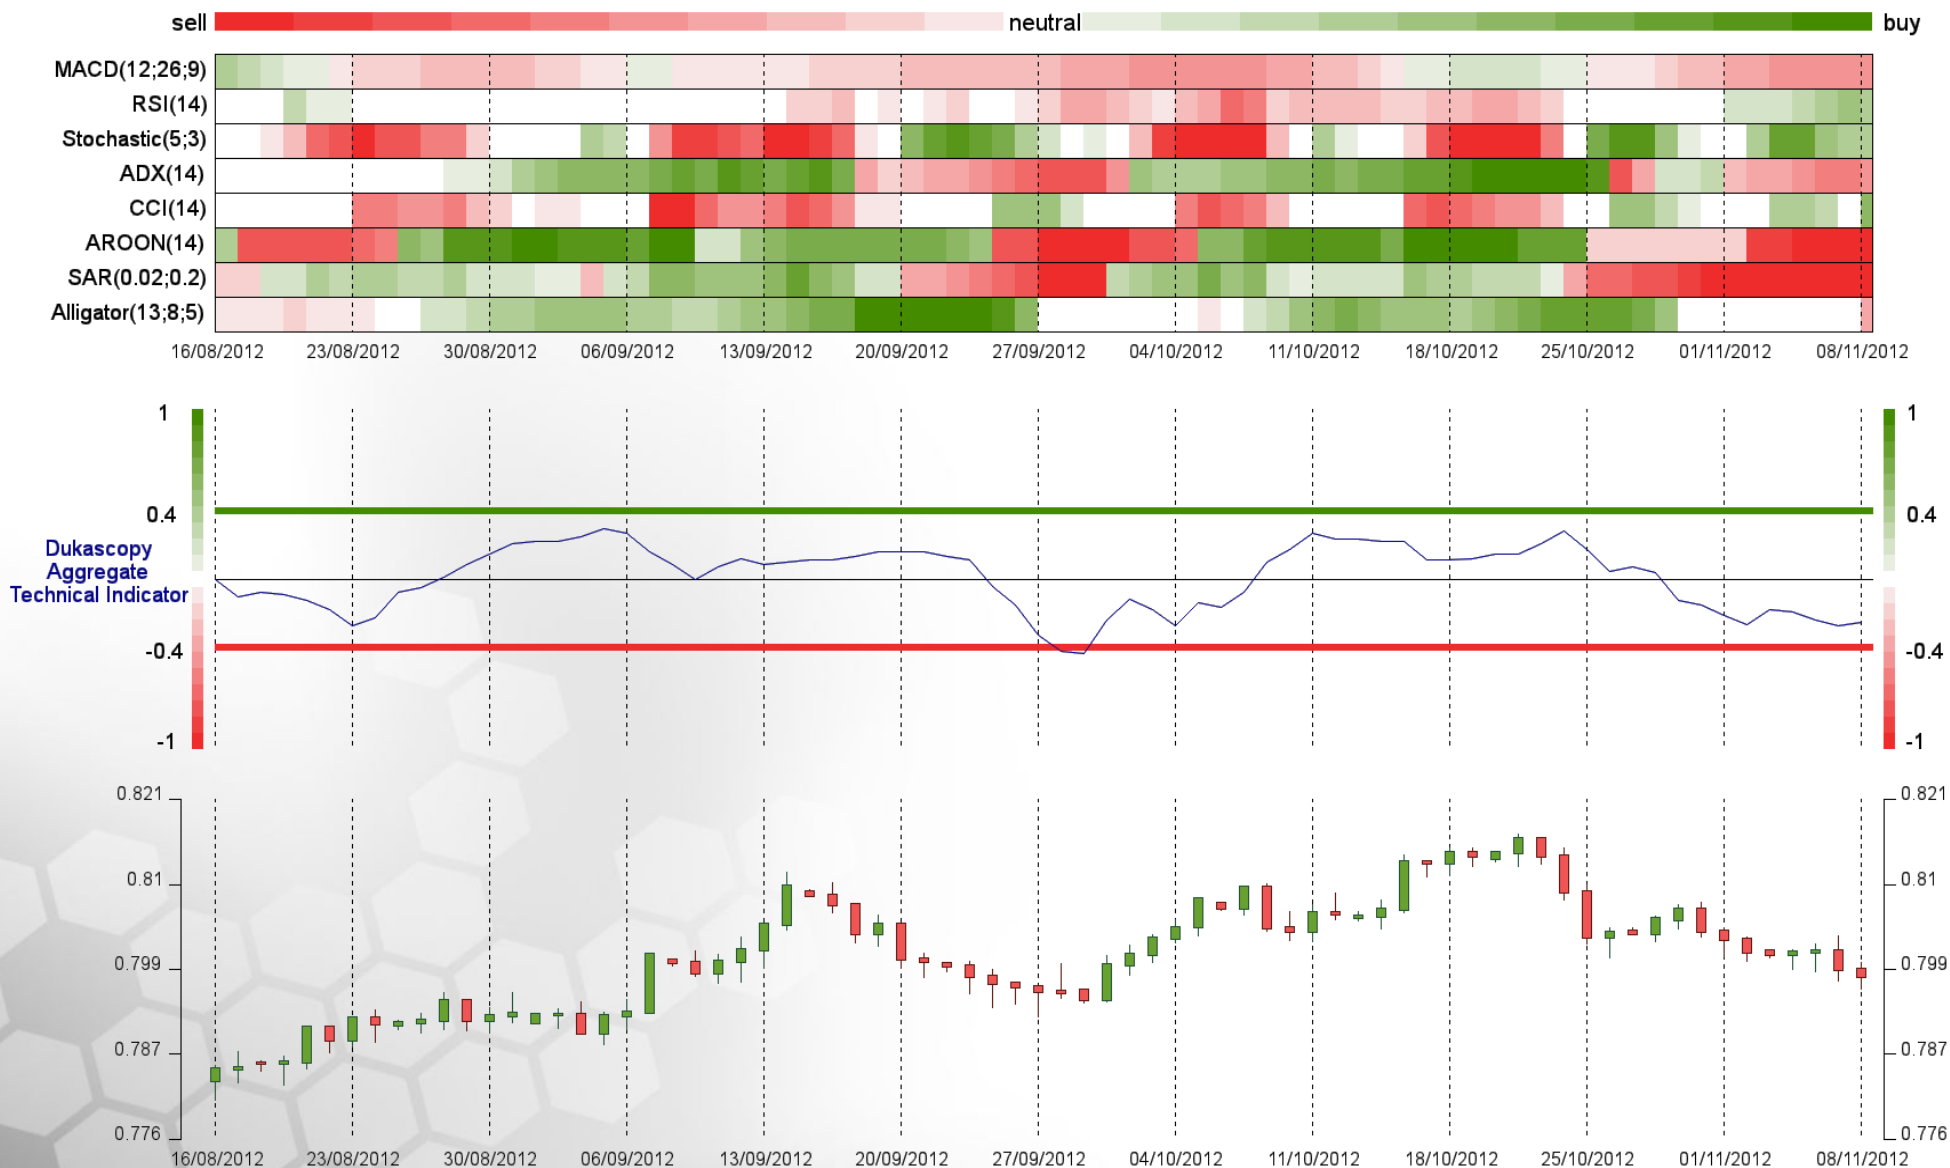 sell neutral buy
MACD(12;26;9)
RSI(14)
Stochastic(5;3)
ADX(14)
CCI(14)
AROON(14)
SAR(0.02;0.2)
Alligator(13;8;5)
16/08/2012 23/08/2012 30/08/2012 06/09/2012 13/09/2012 20/09/2012 27/09/2012 04/10/2012 11/10/2012 18/10/2012 25/10/2012 01/11/2012 08/11/2012
1 1
0.4 0.4
Dukascopy
Aggregate
Technical Indicator
-0.4 -0.4
-1 -1
0.821 0.821
0.81 0.81
0.799 0.799
0.787 0.787
0.776 0.776
16/08/2012 23/08/2012 30/08/2012 06/09/2012 13/09/2012 20/09/2012 27/09/2012 04/10/2012 11/10/2012 18/10/2012 25/10/2012 01/11/2012 08/11/2012